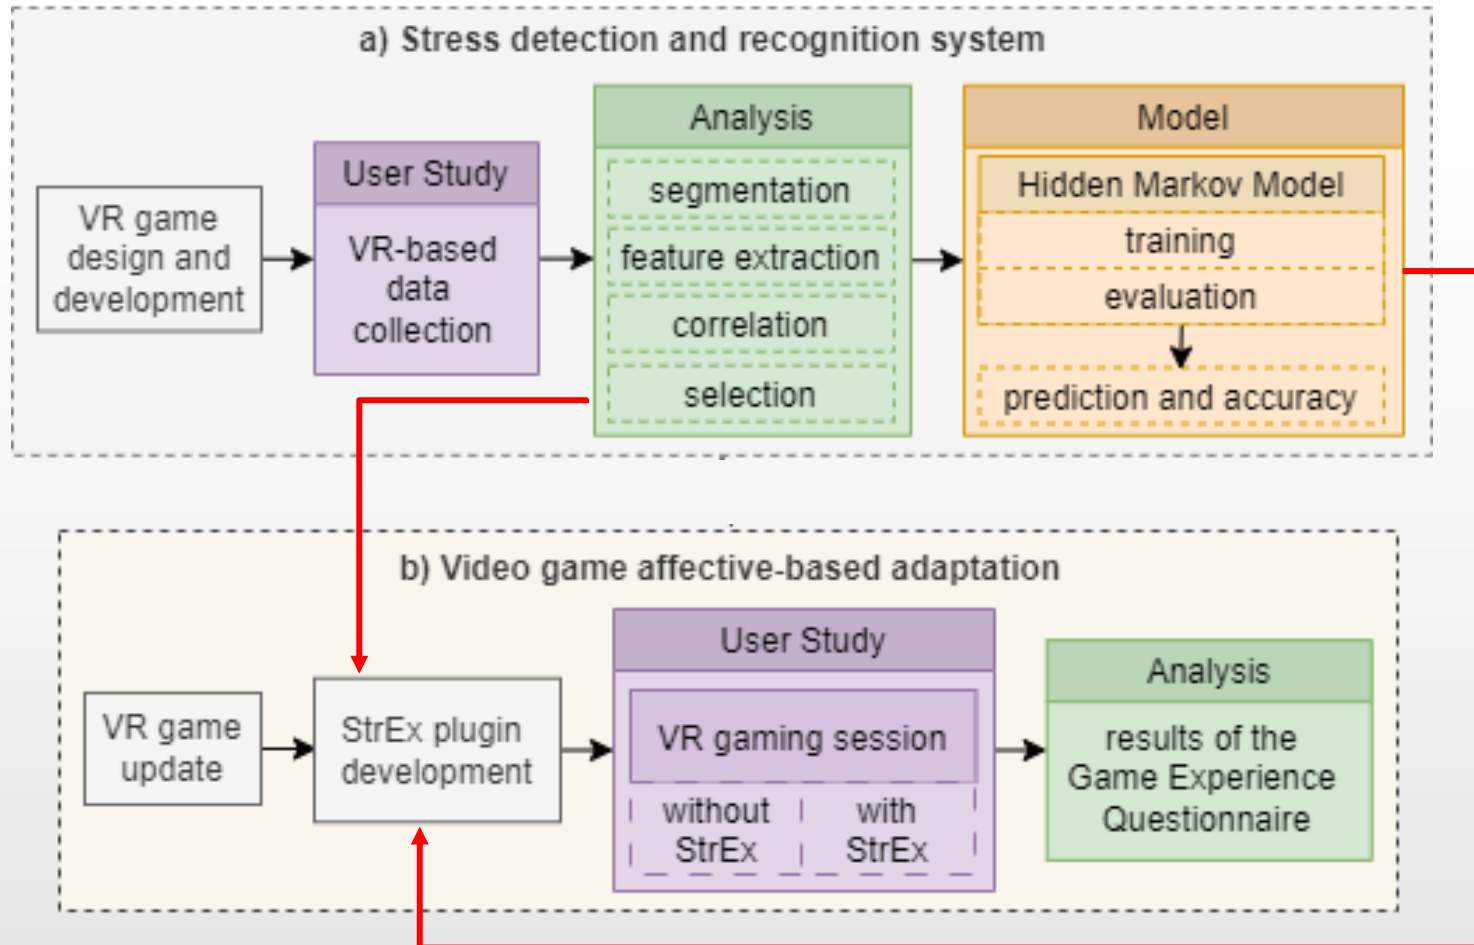 a) Stress detection and recognition system
VR game
design and
development
User Study
VR-based
data
collection
Analysis
segmentation
feature extraction
correlation
selection
Model
Hidden Markov Model
training
evaluation
prediction and accuracy
b) Video game affective-based adaptation
VR game
update
StrEx plugin
development
User Study
VR gaming session
without
StrEx
with
StrEx
Analysis
results of the
Game Experience
Questionnaire